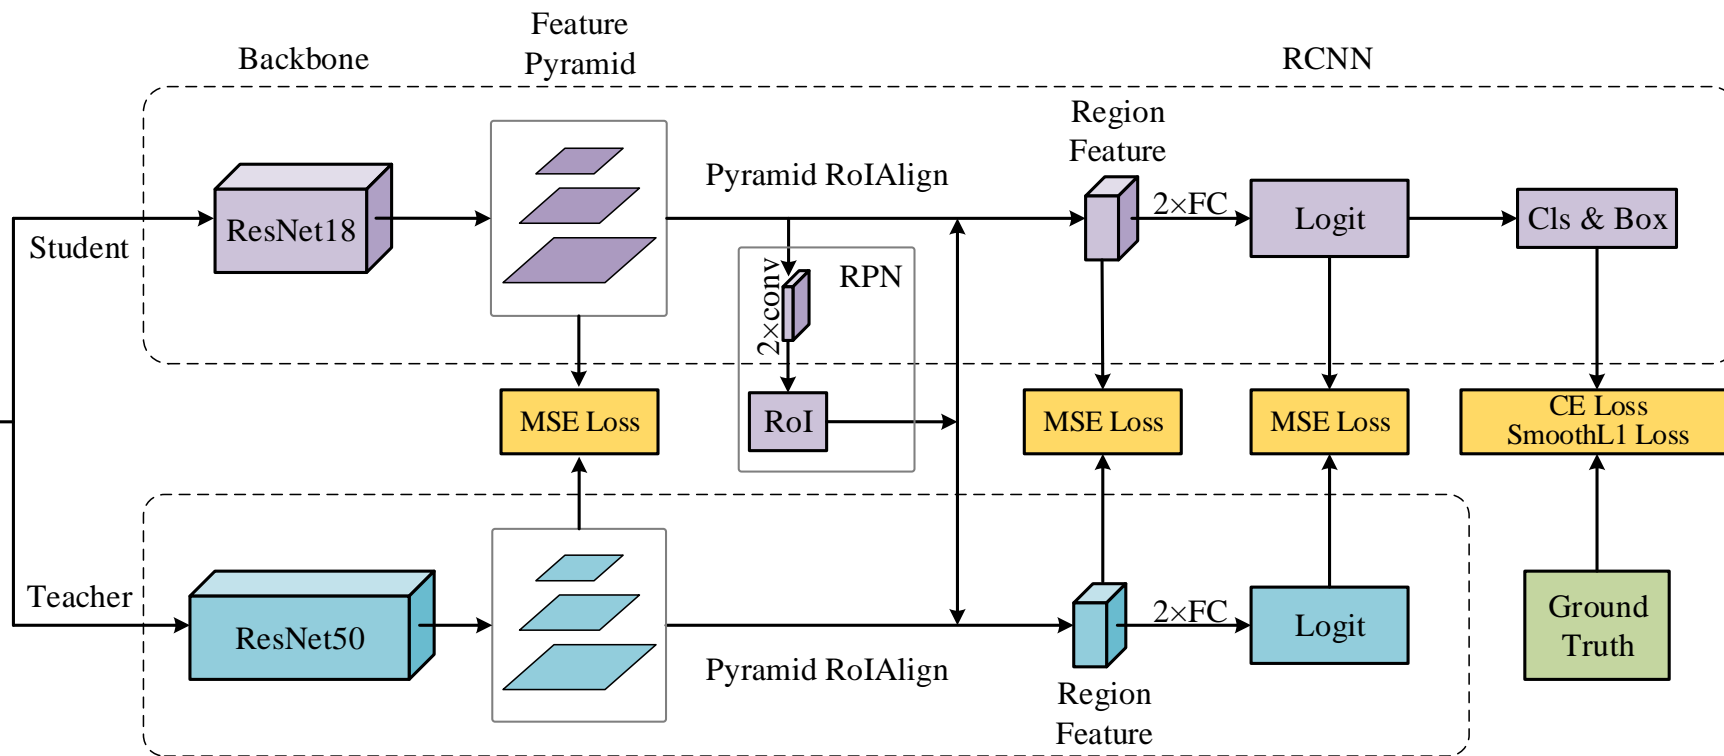 Feature
Pyramid
Backbone
RCNN
Region
Feature
Pyramid RoIAlign
2×FC
Student
ResNet18
Logit
Cls & Box
RPN
2×conv
MSE Loss
RoI
MSE Loss
MSE Loss
CE Loss
SmoothL1 Loss
Teacher
ResNet50
2×FC
Logit
Ground
Truth
Pyramid RoIAlign
Region
Feature